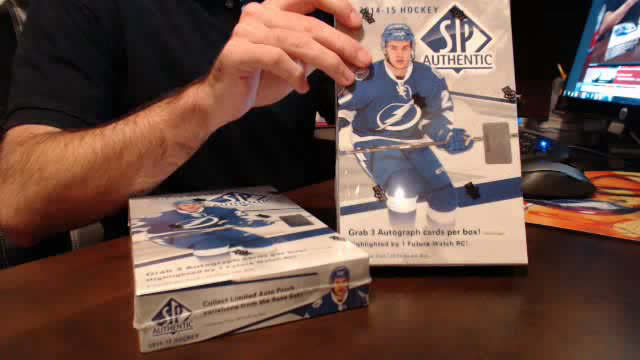 2014-15 HOCKEY
SP
AUTHENTIC
Grab 3 Autograph cards per box!
Highlighted by 1 Future Watch RC!
SP
AUTHENTIC
Grab 3 Autograph cards per box!
Highlighted by 1 Future Watch RC!
SP
AUTHENTIC
Collect Limited Auto Patch
variations from
2014-15 HOCKEY